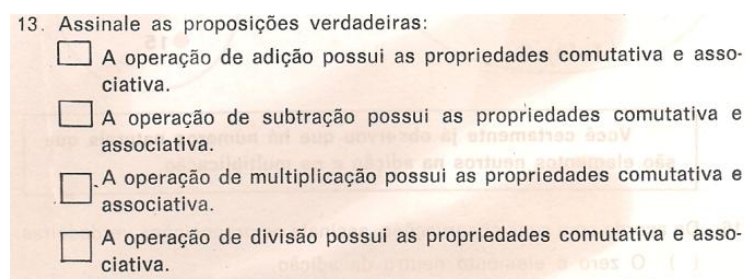 13. Assinale as proposições verdadeiras:
A operação de adição possui as propriedades comutativa e asso-
ciativa.
A operação de subtração possui as propriedades comutativa e
associativa.
A operação de multiplicação possui as propriedades comutativa e
associativa.
A operação de divisão possui as propriedades comutativa e asso-
ciativa.